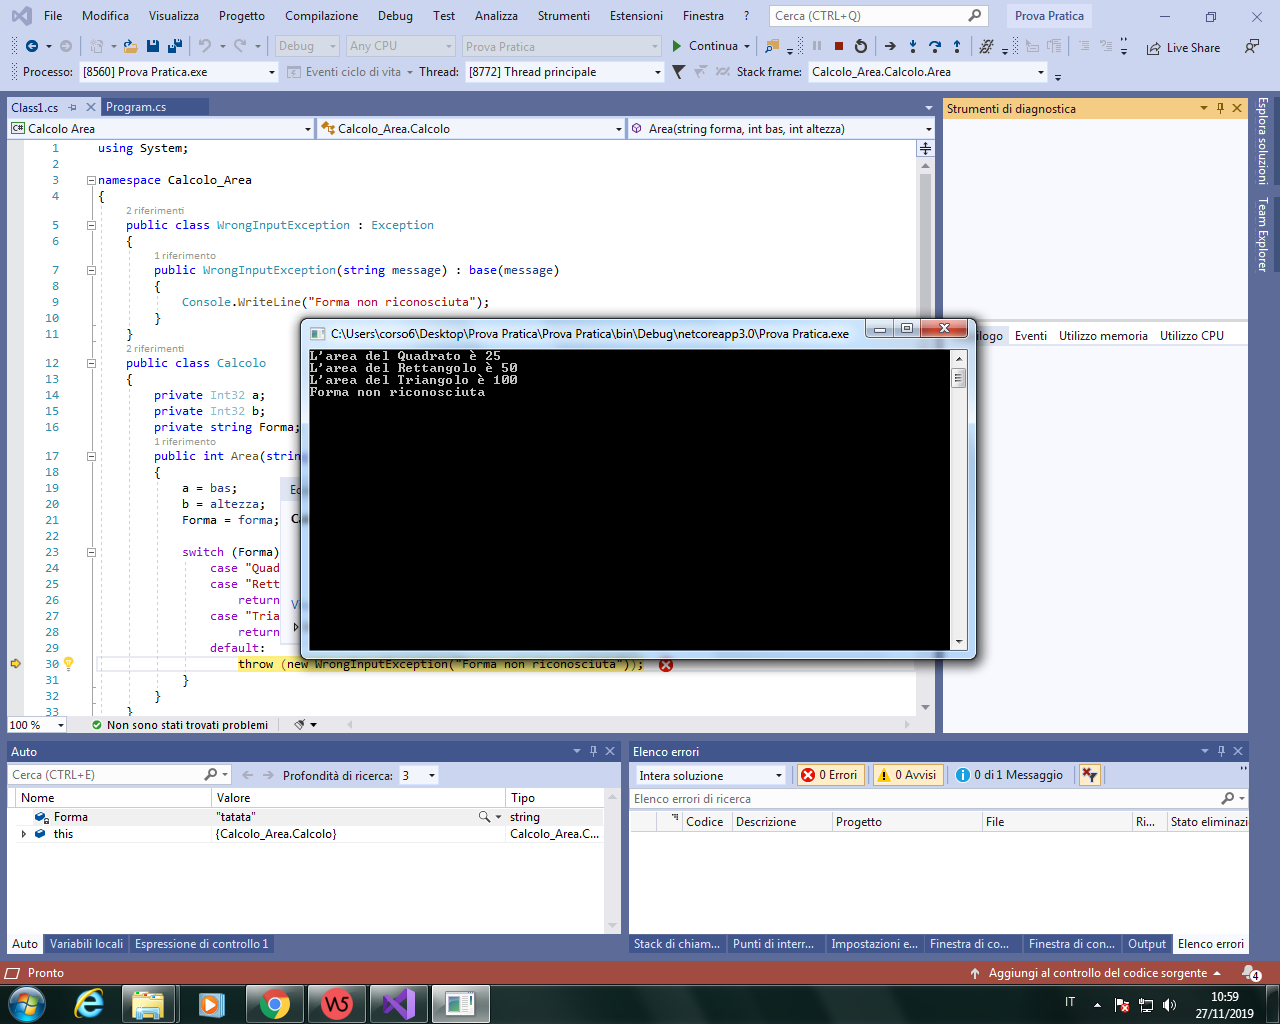 File Modifica Visualizza Progetto Compilazione Debug Test Analizza Strumenti Estensioni Finestra ? Cerca (CTRL+Q) Prova Pratica
Debug Any CPU Prova Pratica Continua Live Share
Processo: [8560] Prova Pratica.exe Eventi ciclo di vita Thread: [8772] Thread principale Stack frame: Calcolo_Area.Calcolo.Area
Class1.cs Program.cs
C# Calcolo Area Calcolo_Area.Calcolo Area(string forma, int bas, int altezza)
1 using System;
2
3 namespace Calcolo_Area
4 {
2 riferimenti
5 public class WrongInputException : Exception
6 {
1 riferimento
7 public WrongInputException(string message) : base(message)
8 {
9 Console.WriteLine("Forma non riconosciuta");
10 }
11 }
2 riferimenti
12 public class Calcolo
13 {
14 private Int32 a;
15 private Int32 b;
16 private string Forma;
1 riferimento
17 public int Area(strin
18 {
19 a = bas;
20 b = altezza;
21 Forma = forma;
22
23 switch (Forma)
24 case "Quad
25 case "Rett
26 return
27 case "Tria
28 return
29 default:
30 throw (new WrongInputException("Forma non riconosciuta"));
31 }
32 }
33 }
C:\Users\corso6\Desktop\Prova Pratica\Prova Pratica\bin\Debug\netcoreapp3.0\Prova Pratica.exe
L'area del Quadrato è 25
L'area del Rettangolo è 50
L'area del Triangolo è 100
Forma non riconosciuta
100 % Non sono stati trovati problemi
Strumenti di diagnostica
Eventi Utilizzo memoria Utilizzo CPU
Esplora soluzioni
Team Explorer
Auto
Cerca (CTRL+E) Profondità di ricerca: 3
Nome Valore Tipo
Forma "tatata" string
this {Calcolo_Area.Calcolo} Calcolo_Area.C...
Auto Variabili locali Espressione di controllo 1
Elenco errori
Intera soluzione 0 Errori 0 Avvisi 0 di 1 Messaggio
Elenco errori di ricerca
Codice Descrizione Progetto File Ri... Stato eliminazi
Stack di chiam... Punti di interr... Impostazioni e... Finestra di co... Finestra di con... Output Elenco errori
Pronto Aggiungi al controllo del codice sorgente 4
W5 IT 10:59
27/11/2019